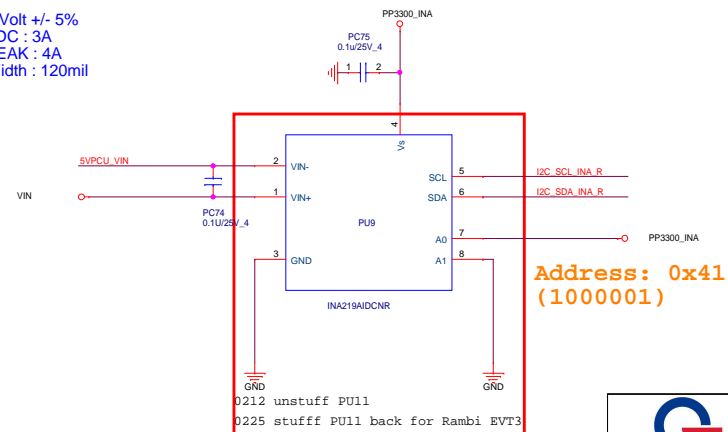 Volt +/- 5%
DC : 3A
EAK : 4A
idth : 120mil
PP3300_INA
PC75
0.1u/25V_4
1
2
4
Vs
5VPCU_VIN
2
VIN-
SCL
5
I2C_SCL_INA_R
VIN
1
VIN+
SDA
6
I2C_SDA_INA_R
PC74
0.1U/25V_4
PU9
A0
7
PP3300_INA
3
GND
A1
8
Address: 0x41
(1000001)
INA219AIDCNR
GND
GND
0212 unstuff PU11
0225 stufff PU11 back for Rambi EVT3